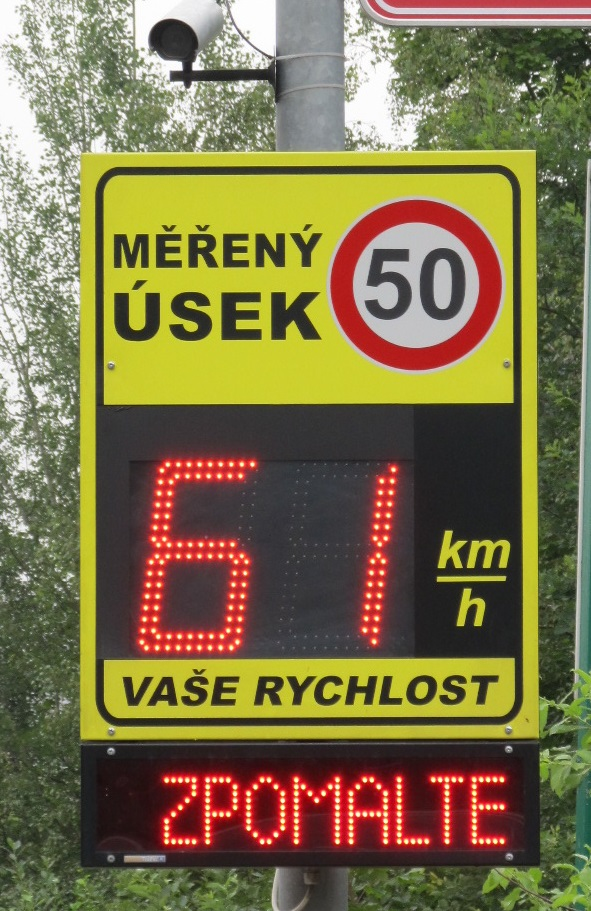 MĚŘENÝ
ÚSEK
50
61
km
h
VAŠE RYCHLOST
ZPOMALTE